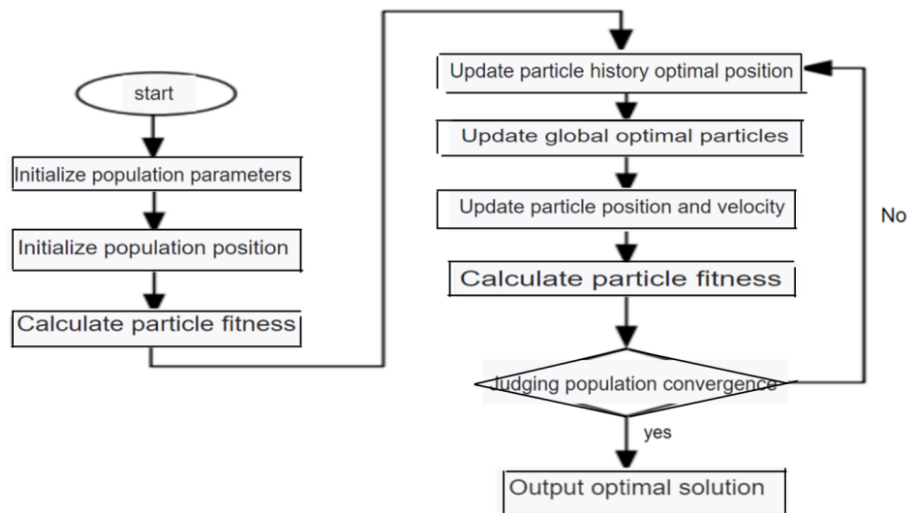 start
Initialize population parameters
Initialize population position
Calculate particle fitness
Update particle history optimal position
Update global optimal particles
Update particle position and velocity
Calculate particle fitness
Judging population convergence
No
yes
Output optimal solution